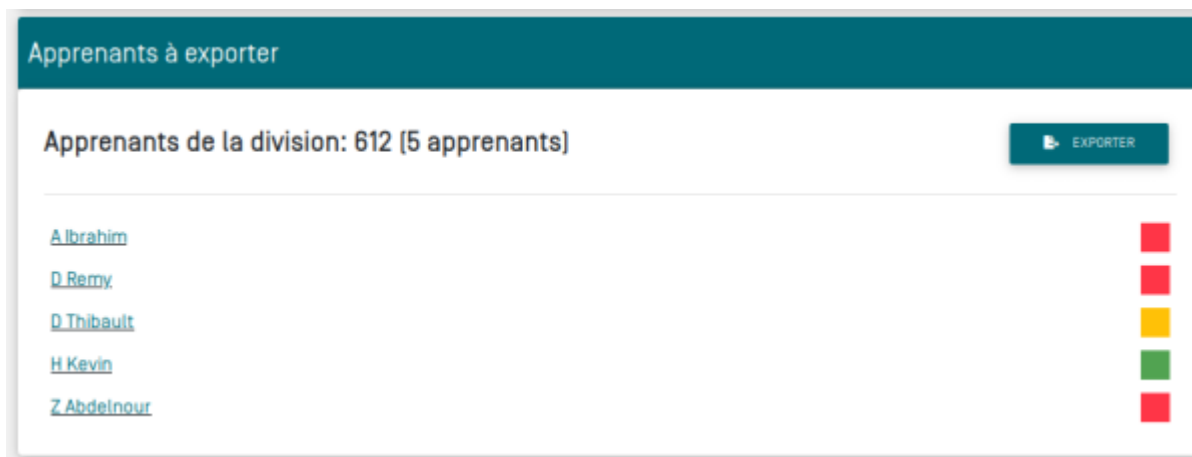 Apprenants à exporter
Apprenants de la division: 612 (5 apprenants)
EXPORTER
A Ibrahim
D Remy
D Thibault
H Kevin
Z Abdelnour